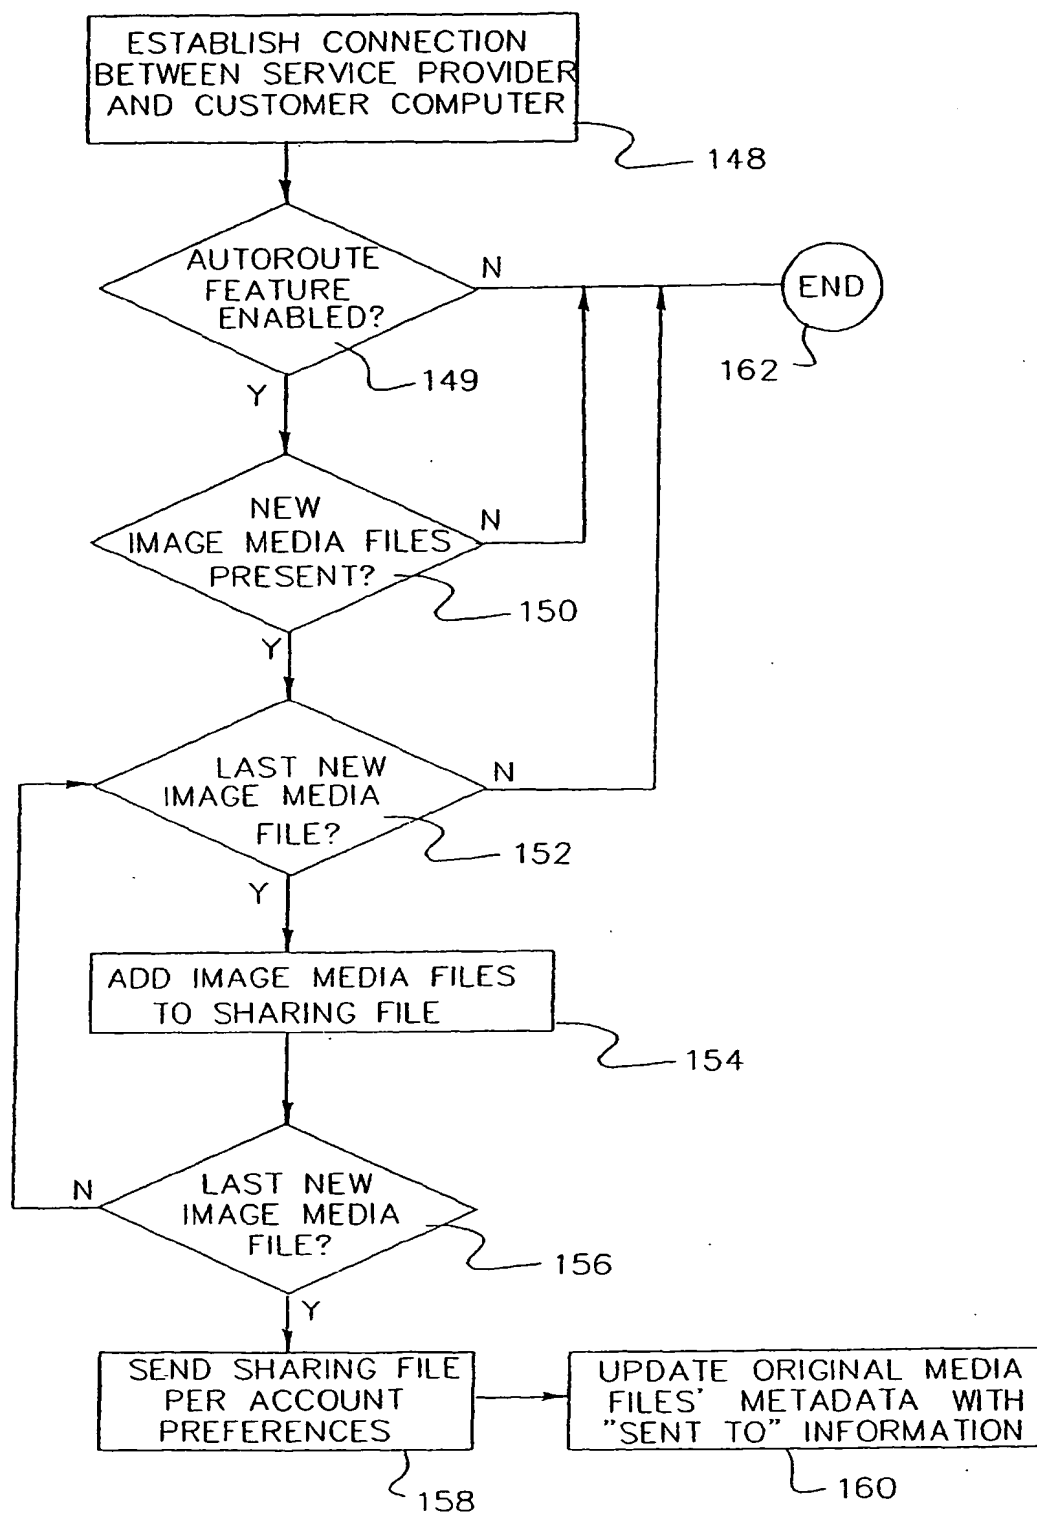 ESTABLISH CONNECTION
BETWEEN SERVICE PROVIDER
AND CUSTOMER COMPUTER
148
AUTOROUTE
FEATURE
ENABLED?
N
END
149
162
Y
NEW
IMAGE MEDIA FILES
PRESENT?
N
150
Y
LAST NEW
IMAGE MEDIA
FILE?
N
152
Y
ADD IMAGE MEDIA FILES
TO SHARING FILE
154
LAST NEW
IMAGE MEDIA
FILE?
N
156
Y
SEND SHARING FILE
PER ACCOUNT
PREFERENCES
158
UPDATE ORIGINAL MEDIA
FILES' METADATA WITH
"SENT TO" INFORMATION
160